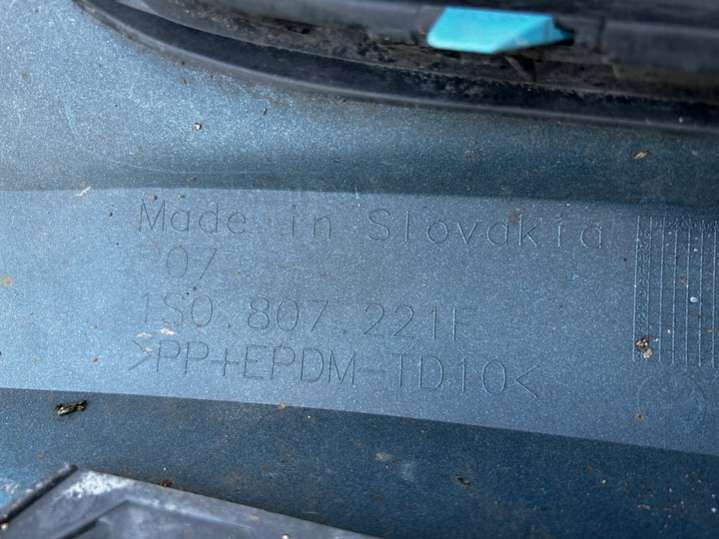 Made in Slovakia
07
1S0.807.221F
>PP+EPDM-TD10<